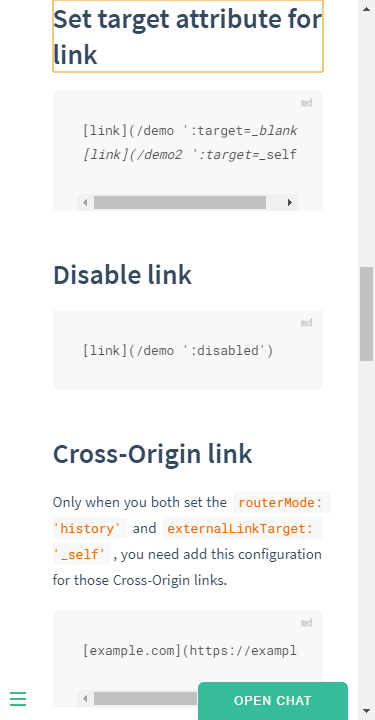 Set target attribute for
link
md
[link](/demo ':target=_blank
[link](/demo2 ':target=_self
Disable link
md
[link](/demo ':disabled')
Cross-Origin link
Only when you both set the routerMode:
'history' and externalLinkTarget:
'_self' , you need add this configuration
for those Cross-Origin links.
md
[example.com](https://exampl
OPEN CHAT